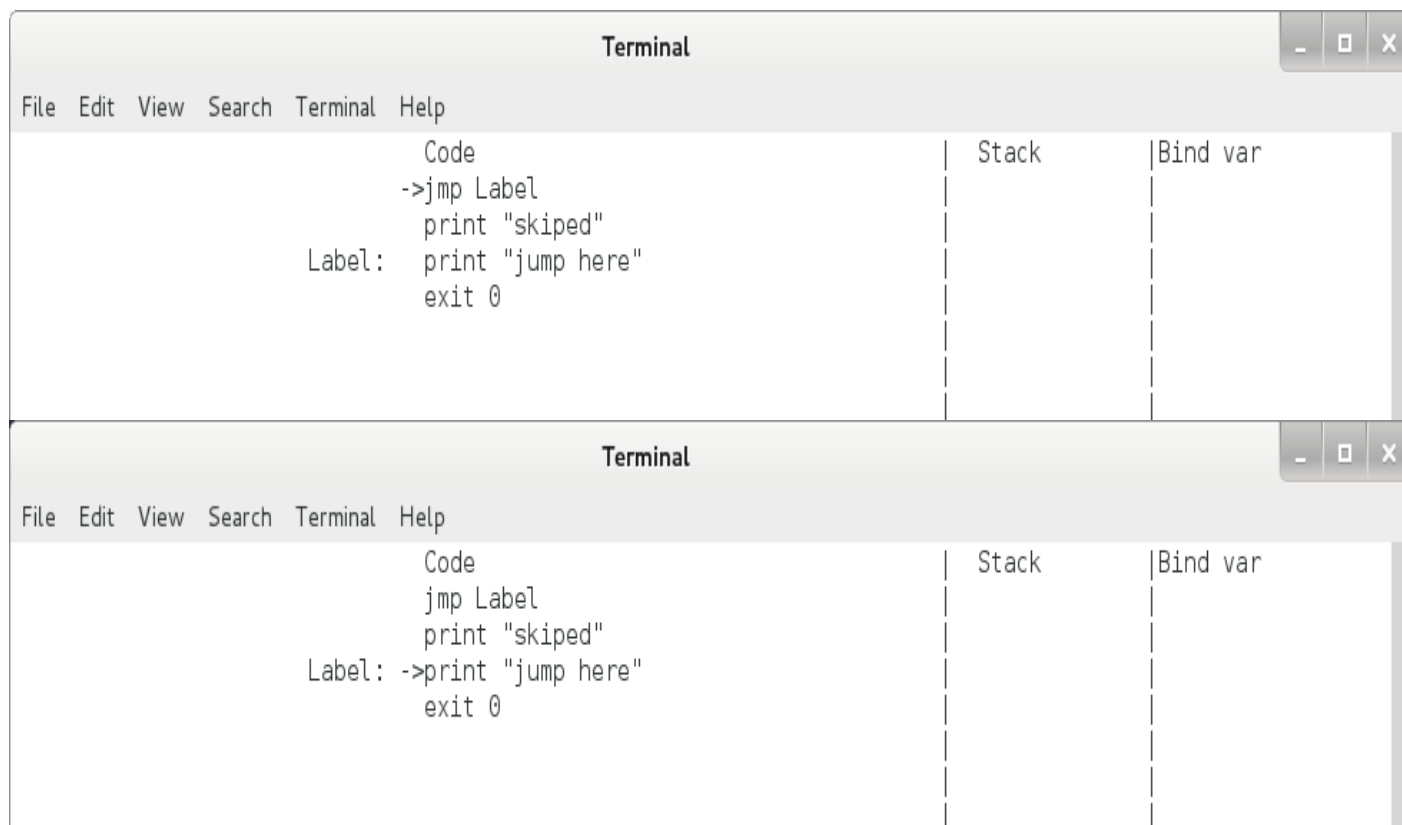 Terminal
File Edit View Search Terminal Help
Code | Stack |Bind var
->jmp Label | |
print "skiped" | |
Label: print "jump here" | |
exit 0 | |
| |
| |
| |
Terminal
File Edit View Search Terminal Help
Code | Stack |Bind var
jmp Label | |
print "skiped" | |
Label: ->print "jump here" | |
exit 0 | |
| |
| |
| |